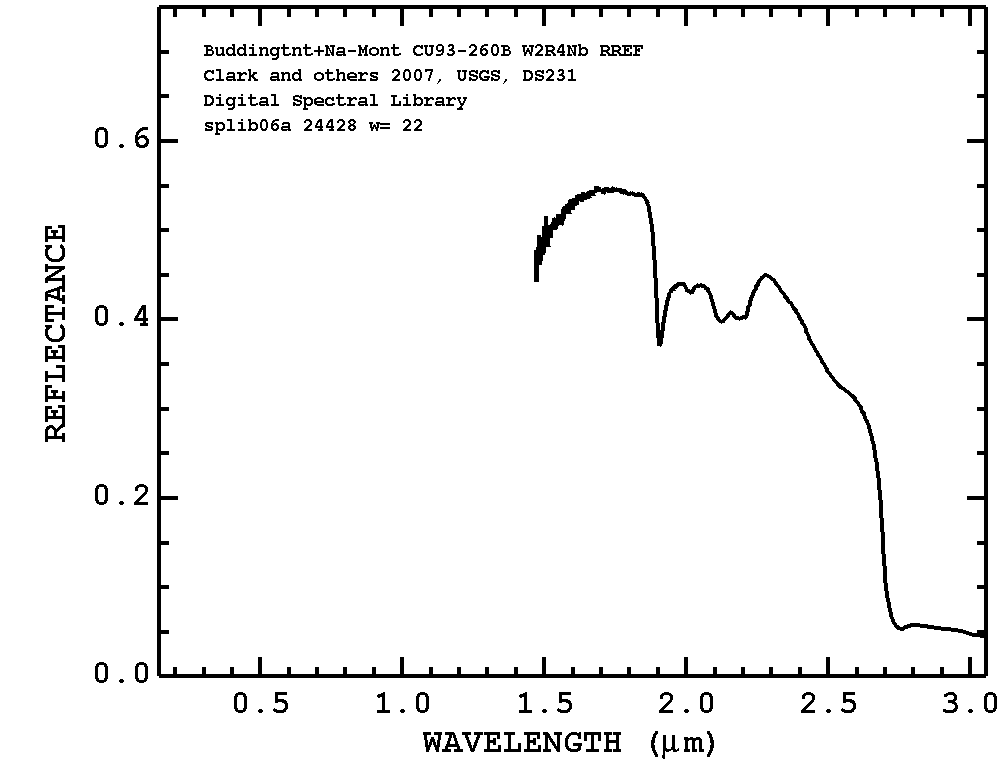 Buddingtnt+Na-Mont CU93-260B W2R4Nb RREF
Clark and others 2007, USGS, DS231
Digital Spectral Library
splib06a 24428 w= 22
REFLECTANCE
0.6
0.4
0.2
0.0
0.5 1.0 1.5 2.0 2.5 3.0
WAVELENGTH (μm)